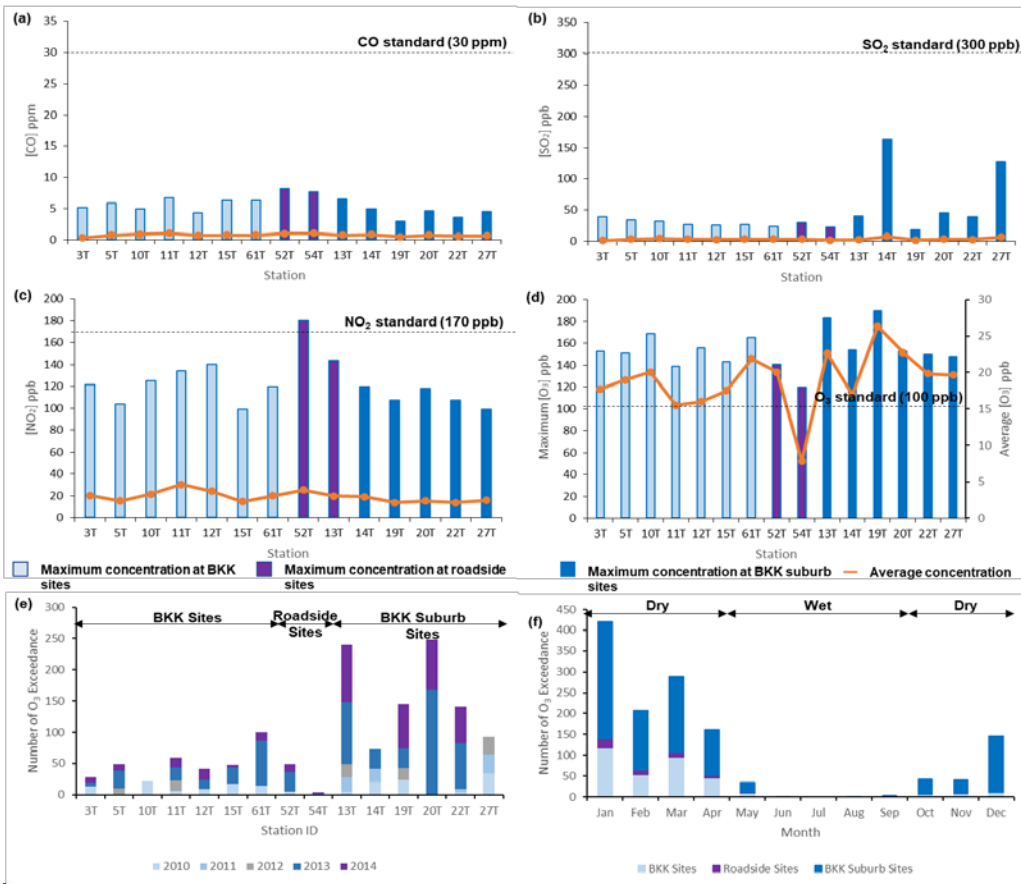 (a)
CO standard (30 ppm)
35
30
25
20
15
10
5
0
[CO] ppm
3T 5T 10T 11T 12T 15T 61T 52T 54T 13T 14T 19T 20T 22T 27T
Station
(b)
SO₂ standard (300 ppb)
350
300
250
200
150
100
50
0
[SO₂] ppb
3T 5T 10T 11T 12T 15T 61T 52T 54T 13T 14T 19T 20T 22T 27T
Station
(c)
NO₂ standard (170 ppb)
200
180
160
140
120
100
80
60
40
20
0
[NO₂] ppb
3T 5T 10T 11T 12T 15T 61T 52T 13T 14T 19T 20T 22T 27T
Station
(d)
O₃ standard (100 ppb)
200
180
160
140
120
100
80
60
40
20
0
Maximum [O₃] ppb
30
25
20
15
10
5
0
Average [O₃] ppb
3T 5T 10T 11T 12T 15T 61T 52T 54T 13T 14T 19T 20T 22T 27T
Station
Maximum concentration at BKK sites
Maximum concentration at roadside sites
Maximum concentration at BKK suburb sites
Average concentration
(e)
BKK Sites
Roadside Sites
BKK Suburb Sites
300
250
200
150
100
50
0
Number of O₃ Exceedance
3T 5T 10T 11T 12T 15T 61T 52T 54T 13T 14T 19T 20T 22T 27T
Station ID
2010 2011 2012 2013 2014
(f)
Dry Wet Dry
450
400
350
300
250
200
150
100
50
0
Number of O₃ Exceedance
Jan Feb Mar Apr May Jun Jul Aug Sep Oct Nov Dec
Month
BKK Sites Roadside Sites BKK Suburb Sites